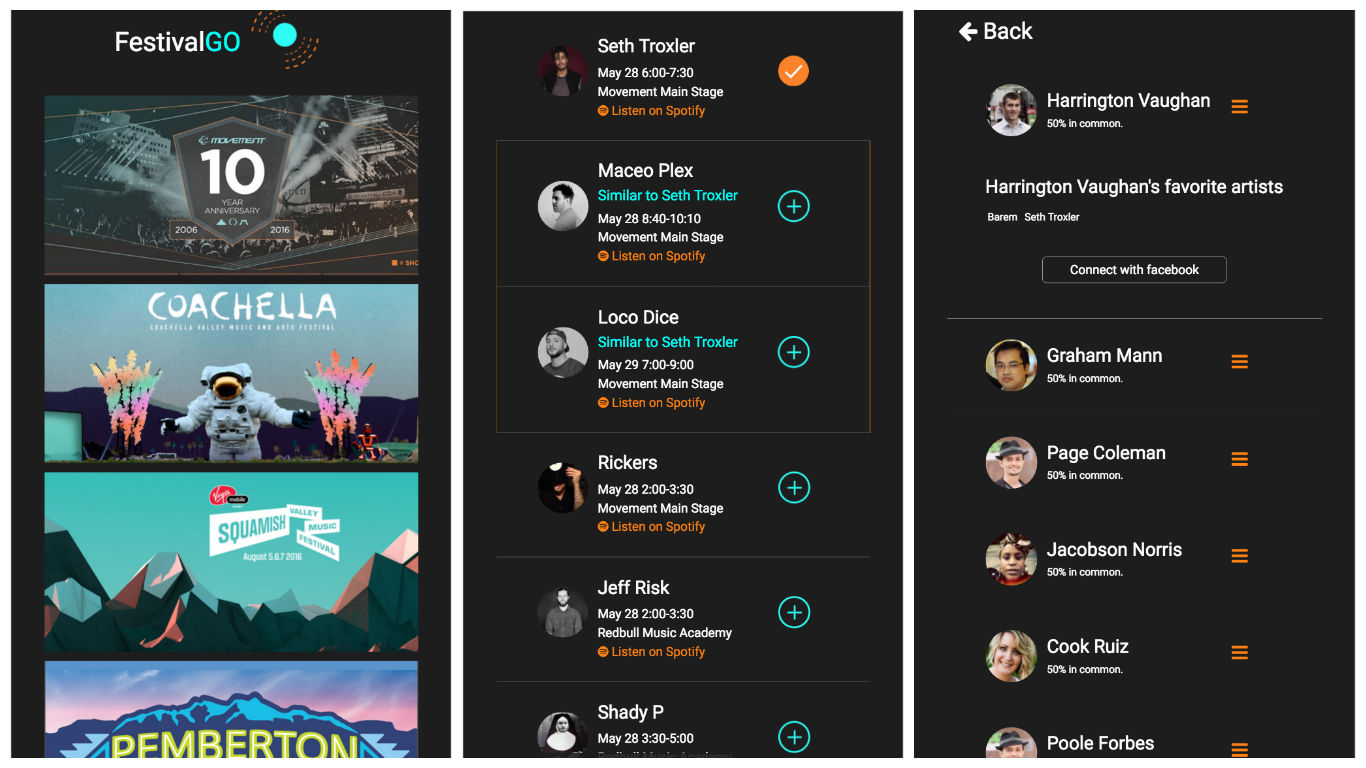 FestivalGO
MOVEMENT
10
YEAR
ANNIVERSARY
2006
2016
COACHELLA
COACHELLA VALLEY MUSIC AND ARTS FESTIVAL
Virgin
mobile
SQUAMISH
VALLEY
MUSIC
FESTIVAL
August 5.6.7 2016
PEMBERTON
Seth Troxler
May 28 6:00-7:30
Movement Main Stage
Listen on Spotify
Maceo Plex
Similar to Seth Troxler
May 28 8:40-10:10
Movement Main Stage
Listen on Spotify
Loco Dice
Similar to Seth Troxler
May 29 7:00-9:00
Movement Main Stage
Listen on Spotify
Rickers
May 28 2:00-3:30
Movement Main Stage
Listen on Spotify
Jeff Risk
May 28 2:00-3:30
Redbull Music Academy
Listen on Spotify
Shady P
May 28 3:30-5:00
Redbull Music Academy
Back
Harrington Vaughan
50% in common.
Harrington Vaughan's favorite artists
Barem Seth Troxler
Connect with facebook
Graham Mann
50% in common.
Page Coleman
50% in common.
Jacobson Norris
50% in common.
Cook Ruiz
50% in common.
Poole Forbes